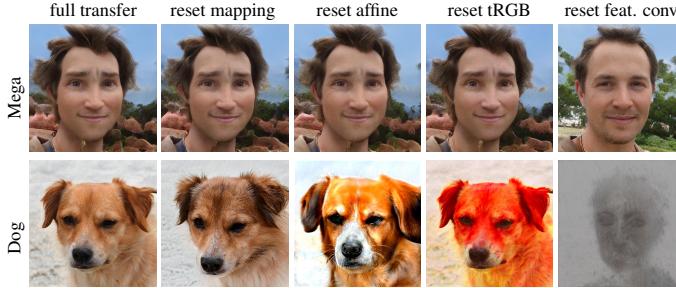 full transfer reset mapping reset affine reset tRGB reset feat. conv
Mega
Dog